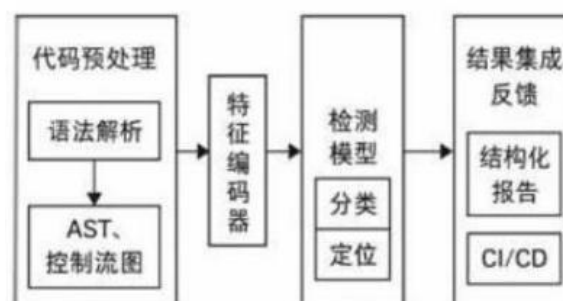 代码预处理
语法解析
AST、
控制流图
特
征
编
码
器
检测
模型
分类
定位
结果集成
反馈
结构化
报告
CI/CD